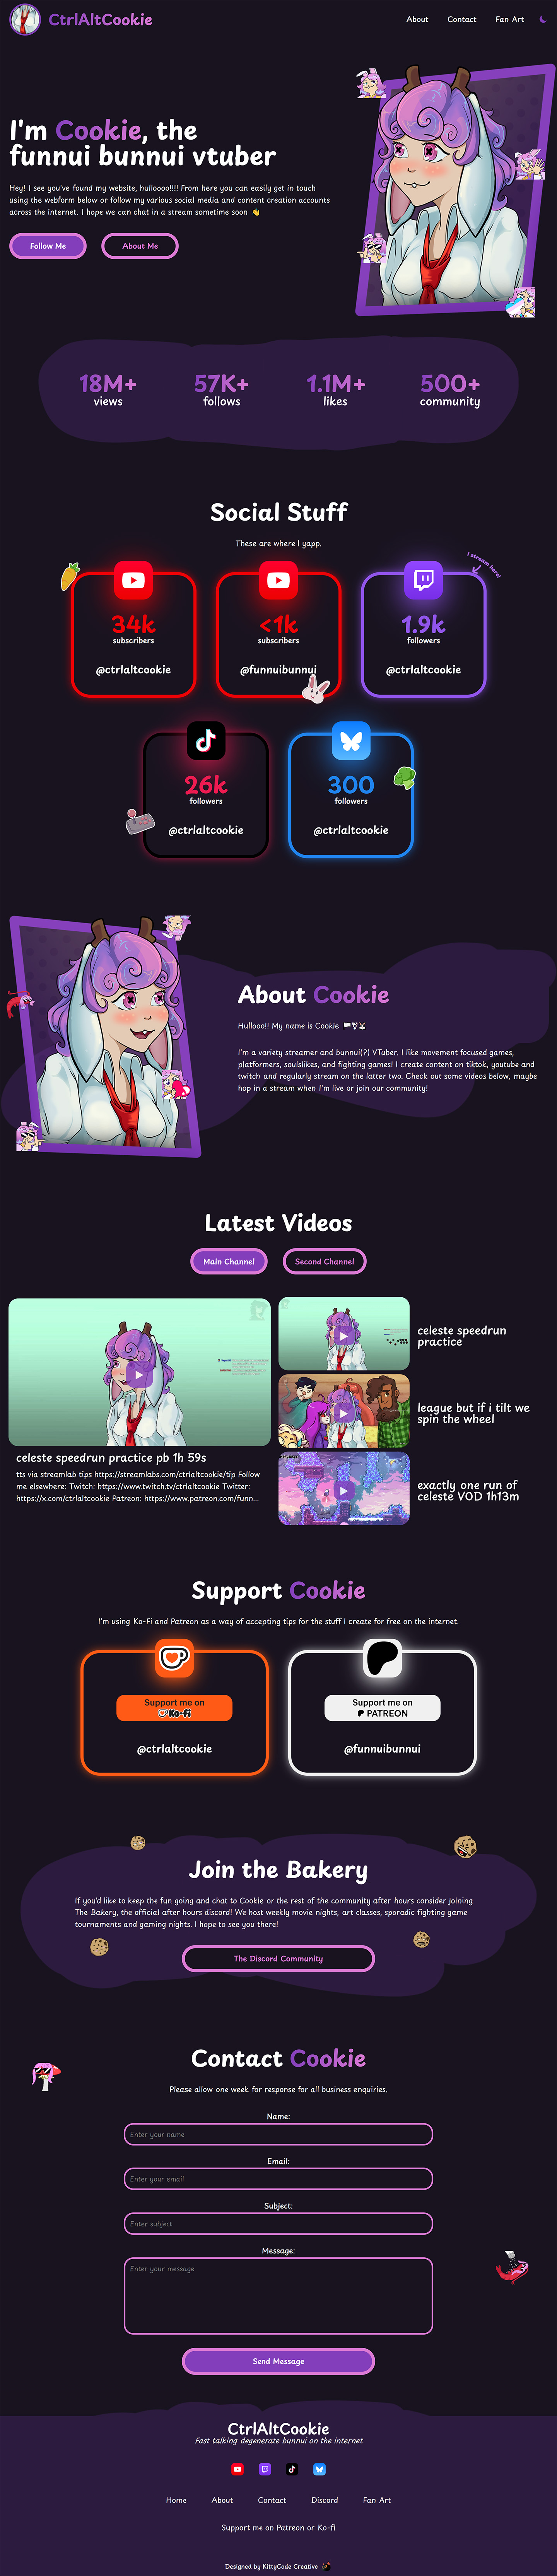 CtrlAltCookie
About Contact Fan Art
I'm Cookie, the
funnui bunnui vtuber
Hey! I see you've found my website, hulloooo!!!! From here you can easily get in touch
using the webform below or follow my various social media and content creation accounts
across the internet. I hope we can chat in a stream sometime soon 👋
Follow Me About Me
18M+ 57K+ 1.1M+ 500+
views follows likes community
Social Stuff
These are where I yapp.
I stream here!
34k <1k 1.9k
subscribers subscribers followers
@ctrlaltcookie @funnuibunnui @ctrlaltcookie
26k 300
followers followers
@ctrlaltcookie @ctrlaltcookie
About Cookie
Hullooo!! My name is Cookie
I'm a variety streamer and bunnui(?) VTuber. I like movement focused games,
platformers, soulslikes, and fighting games! I create content on tiktok, youtube and
twitch and regularly stream on the latter two. Check out some videos below, maybe
hop in a stream when I'm live or join our community!
Latest Videos
Main Channel Second Channel
celeste speedrun
practice
league but if i tilt we
spin the wheel
celeste speedrun practice pb 1h 59s
tts via streamlab tips https://streamlabs.com/ctrlaltcookie/tip Follow
me elsewhere: Twitch: https://www.twitch.tv/ctrlaltcookie Twitter:
https://x.com/ctrlaltcookie Patreon: https://www.patreon.com/funn...
exactly one run of
celeste VOD 1h13m
Support Cookie
I'm using Ko-Fi and Patreon as a way of accepting tips for the stuff I create for free on the internet.
Support me on Support me on
Ko-fi PATREON
@ctrlaltcookie @funnuibunnui
Join the Bakery
If you'd like to keep the fun going and chat to Cookie or the rest of the community after hours consider joining
The Bakery, the official after hours discord! We host weekly movie nights, art classes, sporadic fighting game
tournaments and gaming nights. I hope to see you there!
The Discord Community
Contact Cookie
Please allow one week for response for all business enquiries.
Name:
Enter your name
Email:
Enter your email
Subject:
Enter subject
Message:
Enter your message
Send Message
CtrlAltCookie
Fast talking degenerate bunnui on the internet
Home About Contact Discord Fan Art
Support me on Patreon or Ko-fi
Designed by KittyCode Creative